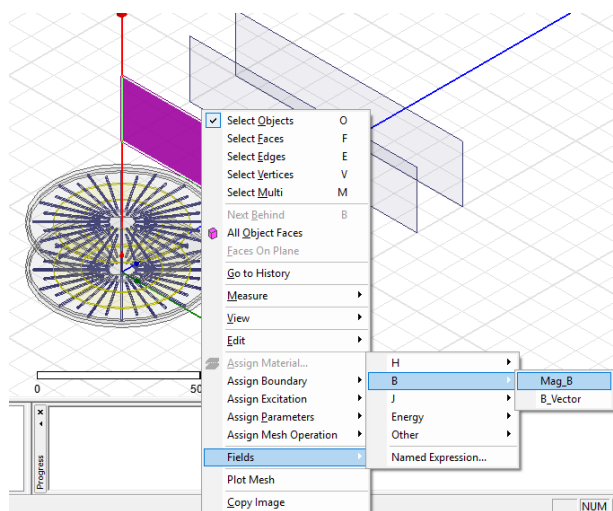 Select Objects O
Select Faces F
Select Edges E
Select Vertices V
Select Multi M
Next Behind B
All Object Faces
Faces On Plane
Go to History
Measure
View
Edit
Assign Material...
Assign Boundary
Assign Excitation
Assign Parameters
Assign Mesh Operation
Fields
Plot Mesh
Copy Image
H
B
J
Energy
Other
Named Expression...
Mag_B
B_Vector
0
50
Progress
NUM